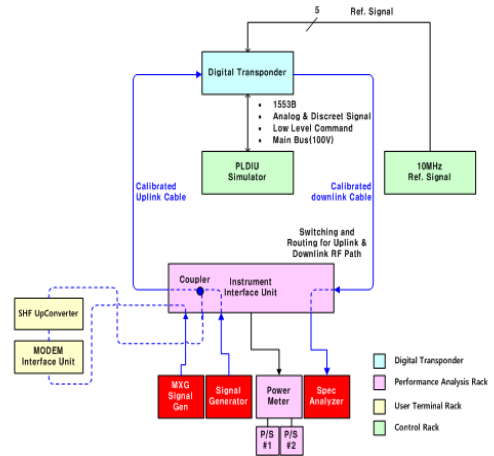 5
Ref. Signal
Digital Transponder
• 1553B
• Analog & Discreet Signal
• Low Level Command
• Main Bus(100V)
PLDIU
Simulator
10MHz
Ref. Signal
Calibrated
Uplink Cable
Calibrated
downlink Cable
Switching and
Routing for Uplink &
Downlink RF Path
Coupler
Instrument
Interface Unit
SHF UpConverter
MODEM
Interface Unit
MXG
Signal
Gen
Signal
Generator
Power
Meter
Spec
Analyzer
P/S
#1
P/S
#2
Digital Transponder
Performance Analysis Rack
User Terminal Rack
Control Rack